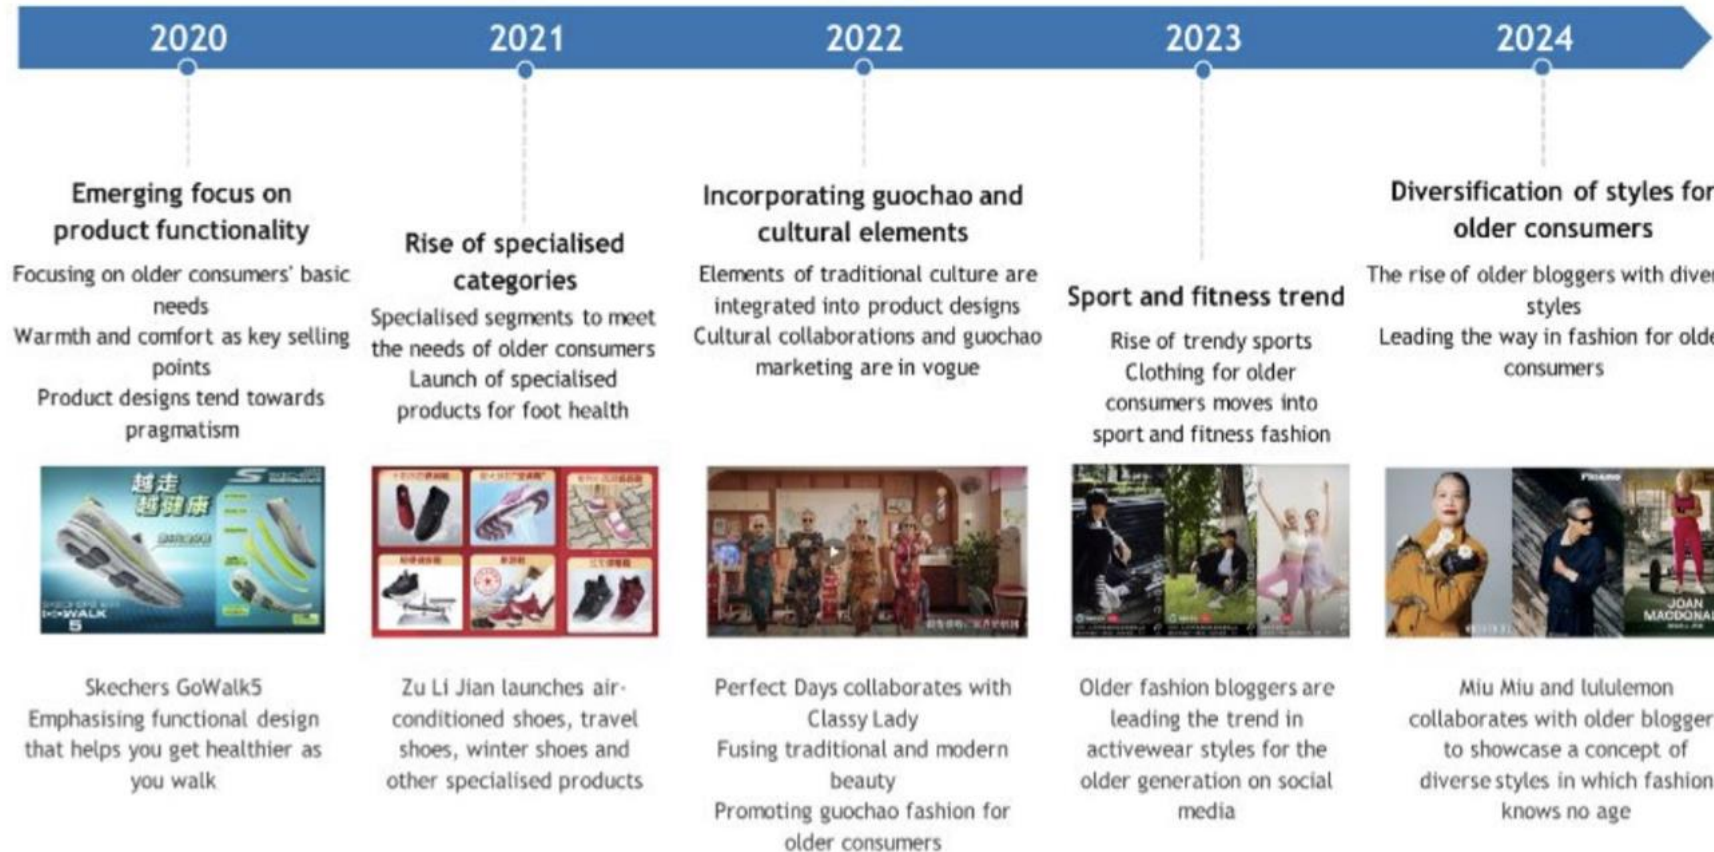 2020
2021
2022
2023
2024
Emerging focus on
product functionality
Focusing on older consumers' basic
needs
Warmth and comfort as key selling
points
Product designs tend towards
pragmatism
越走
越健康
WALK
5
Skechers GoWalk5
Emphasising functional design
that helps you get healthier as
you walk
Rise of specialised
categories
Specialised segments to meet
the needs of older consumers
Launch of specialised
products for foot health
Zu Li Jian launches air-
conditioned shoes, travel
shoes, winter shoes and
other specialised products
Incorporating guochao and
cultural elements
Elements of traditional culture are
integrated into product designs
Cultural collaborations and guochao
marketing are in vogue
Perfect Days collaborates with
Classy Lady
Fusing traditional and modern
beauty
Promoting guochao fashion for
older consumers
Sport and fitness trend
Rise of trendy sports
Clothing for older
consumers moves into
sport and fitness fashion
Older fashion bloggers are
leading the trend in
activewear styles for the
older generation on social
media
Diversification of styles for
older consumers
The rise of older bloggers with diver
styles
Leading the way in fashion for olde
consumers
FIGARO
JOAN
MACDONAL
Miu Miu and lululemon
collaborates with older blogger
to showcase a concept of
diverse styles in which fashion
knows no age